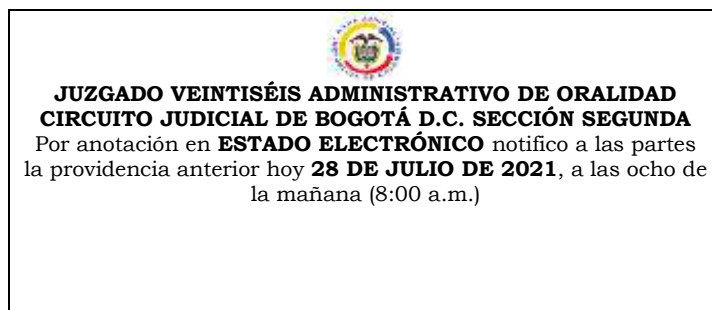 JUZGADO VEINTISÉIS ADMINISTRATIVO DE ORALIDAD
CIRCUITO JUDICIAL DE BOGOTÁ D.C. SECCIÓN SEGUNDA
Por anotación en ESTADO ELECTRÓNICO notifico a las partes
la providencia anterior hoy 28 DE JULIO DE 2021, a las ocho de
la mañana (8:00 a.m.)